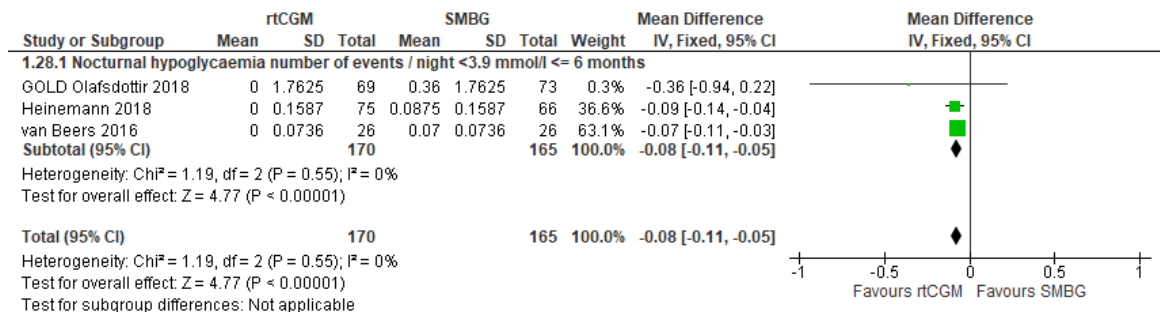 rtCGM SMBG Mean Difference Mean Difference
Study or Subgroup Mean SD Total Mean SD Total Weight IV, Fixed, 95% CI IV, Fixed, 95% CI
1.28.1 Nocturnal hypoglycaemia number of events / night <3.9 mmol/l <= 6 months
GOLD Olafsdottir 2018 0 1.7625 69 0.36 1.7625 73 0.3% -0.36 [-0.94, 0.22]
Heinemann 2018 0 0.1587 75 0.0875 0.1587 66 36.6% -0.09 [-0.14, -0.04]
van Beers 2016 0 0.0736 26 0.07 0.0736 26 63.1% -0.07 [-0.11, -0.03]
Subtotal (95% CI) 170 165 100.0% -0.08 [-0.11, -0.05]
Heterogeneity: Chi² = 1.19, df = 2 (P = 0.55); I² = 0%
Test for overall effect: Z = 4.77 (P < 0.00001)
Total (95% CI) 170 165 100.0% -0.08 [-0.11, -0.05]
Heterogeneity: Chi² = 1.19, df = 2 (P = 0.55); I² = 0%
Test for overall effect: Z = 4.77 (P < 0.00001)
Test for subgroup differences: Not applicable
-1 -0.5 0 0.5 1
Favours rtCGM Favours SMBG